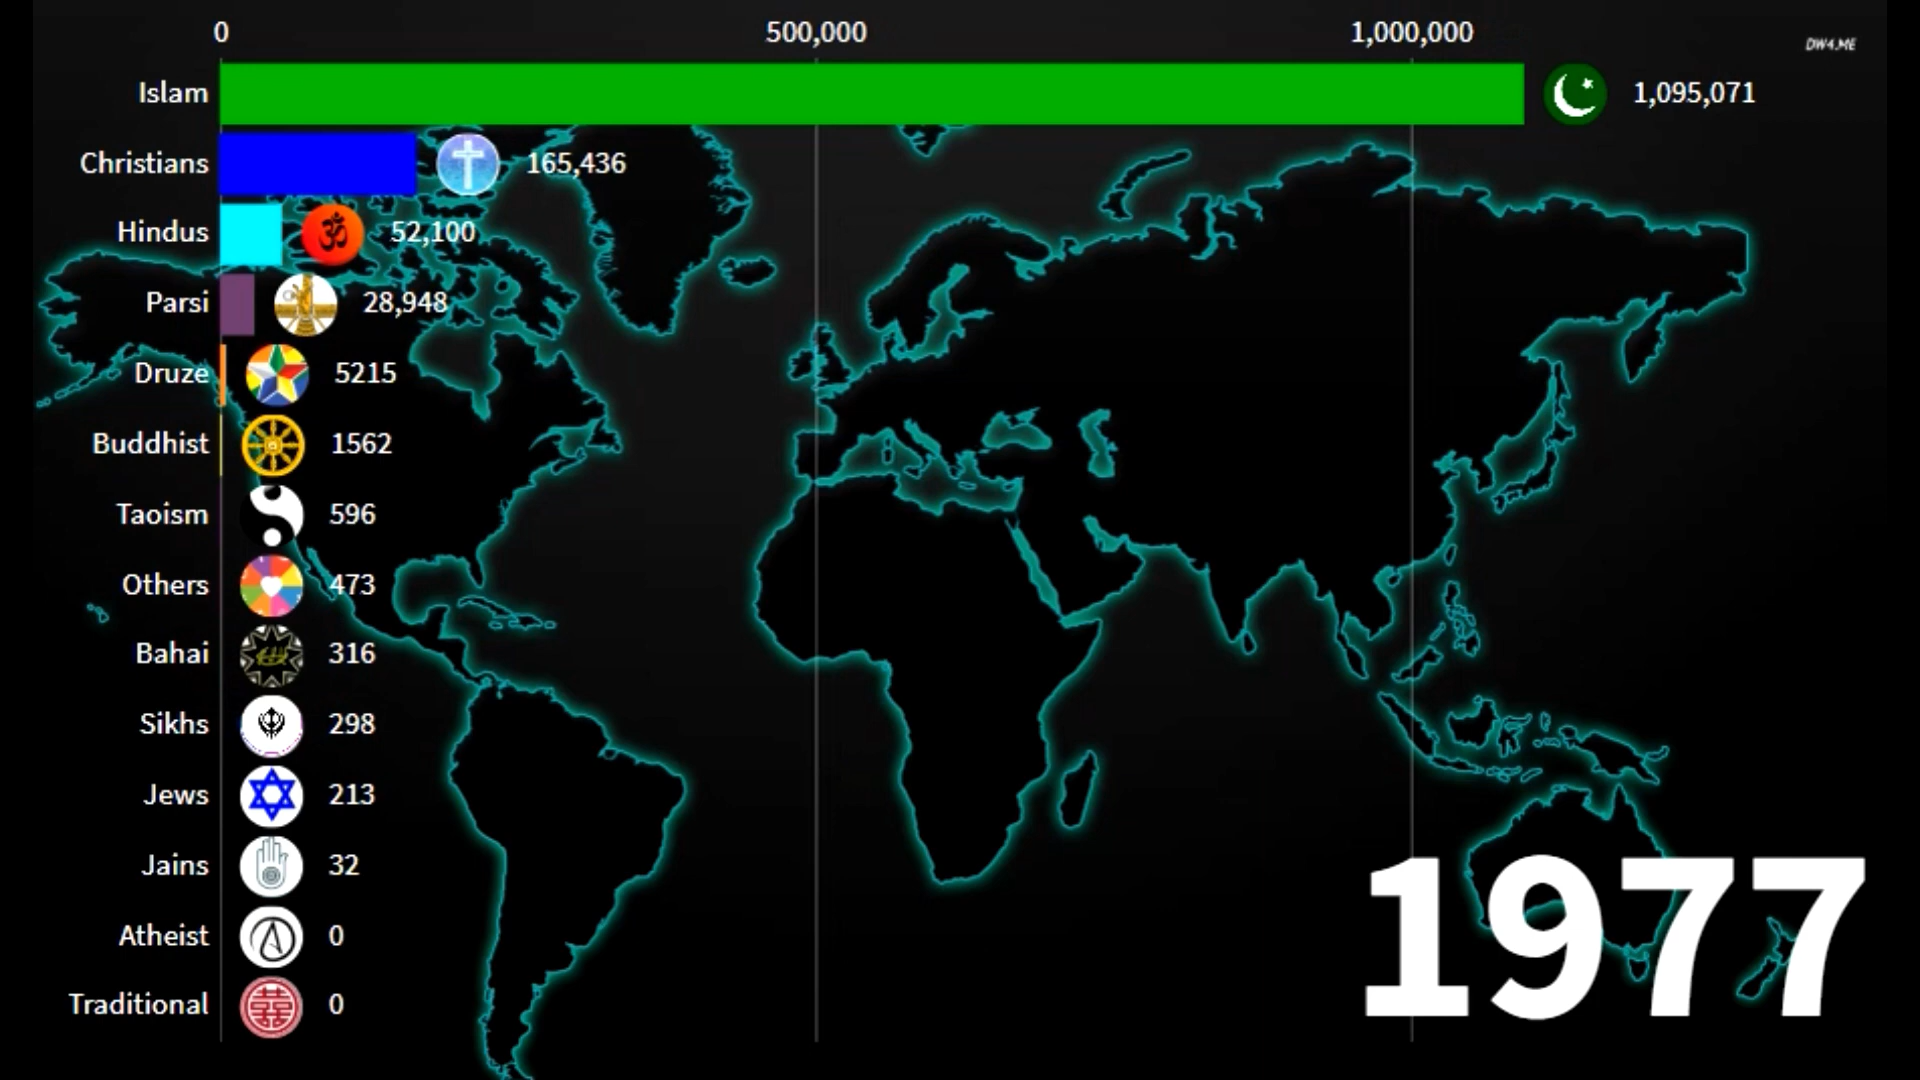 0 500,000 1,000,000
DW4.ME
Islam 1,095,071
Christians 165,436
Hindus 52,100
Parsi 28,948
Druze 5215
Buddhist 1562
Taoism 596
Others 473
Bahai 316
Sikhs 298
Jews 213
Jains 32
Atheist 0
Traditional 0
1977